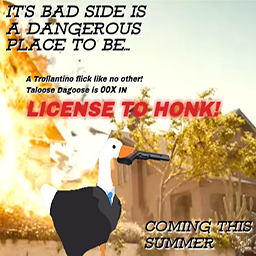 IT'S BAD SIDE IS
A DANGEROUS
PLACE TO BE...
A Trollantino flick like no other!
Taloose Dagoose is 00X IN
LICENSE TO HONK!
COMING THIS
SUMMER